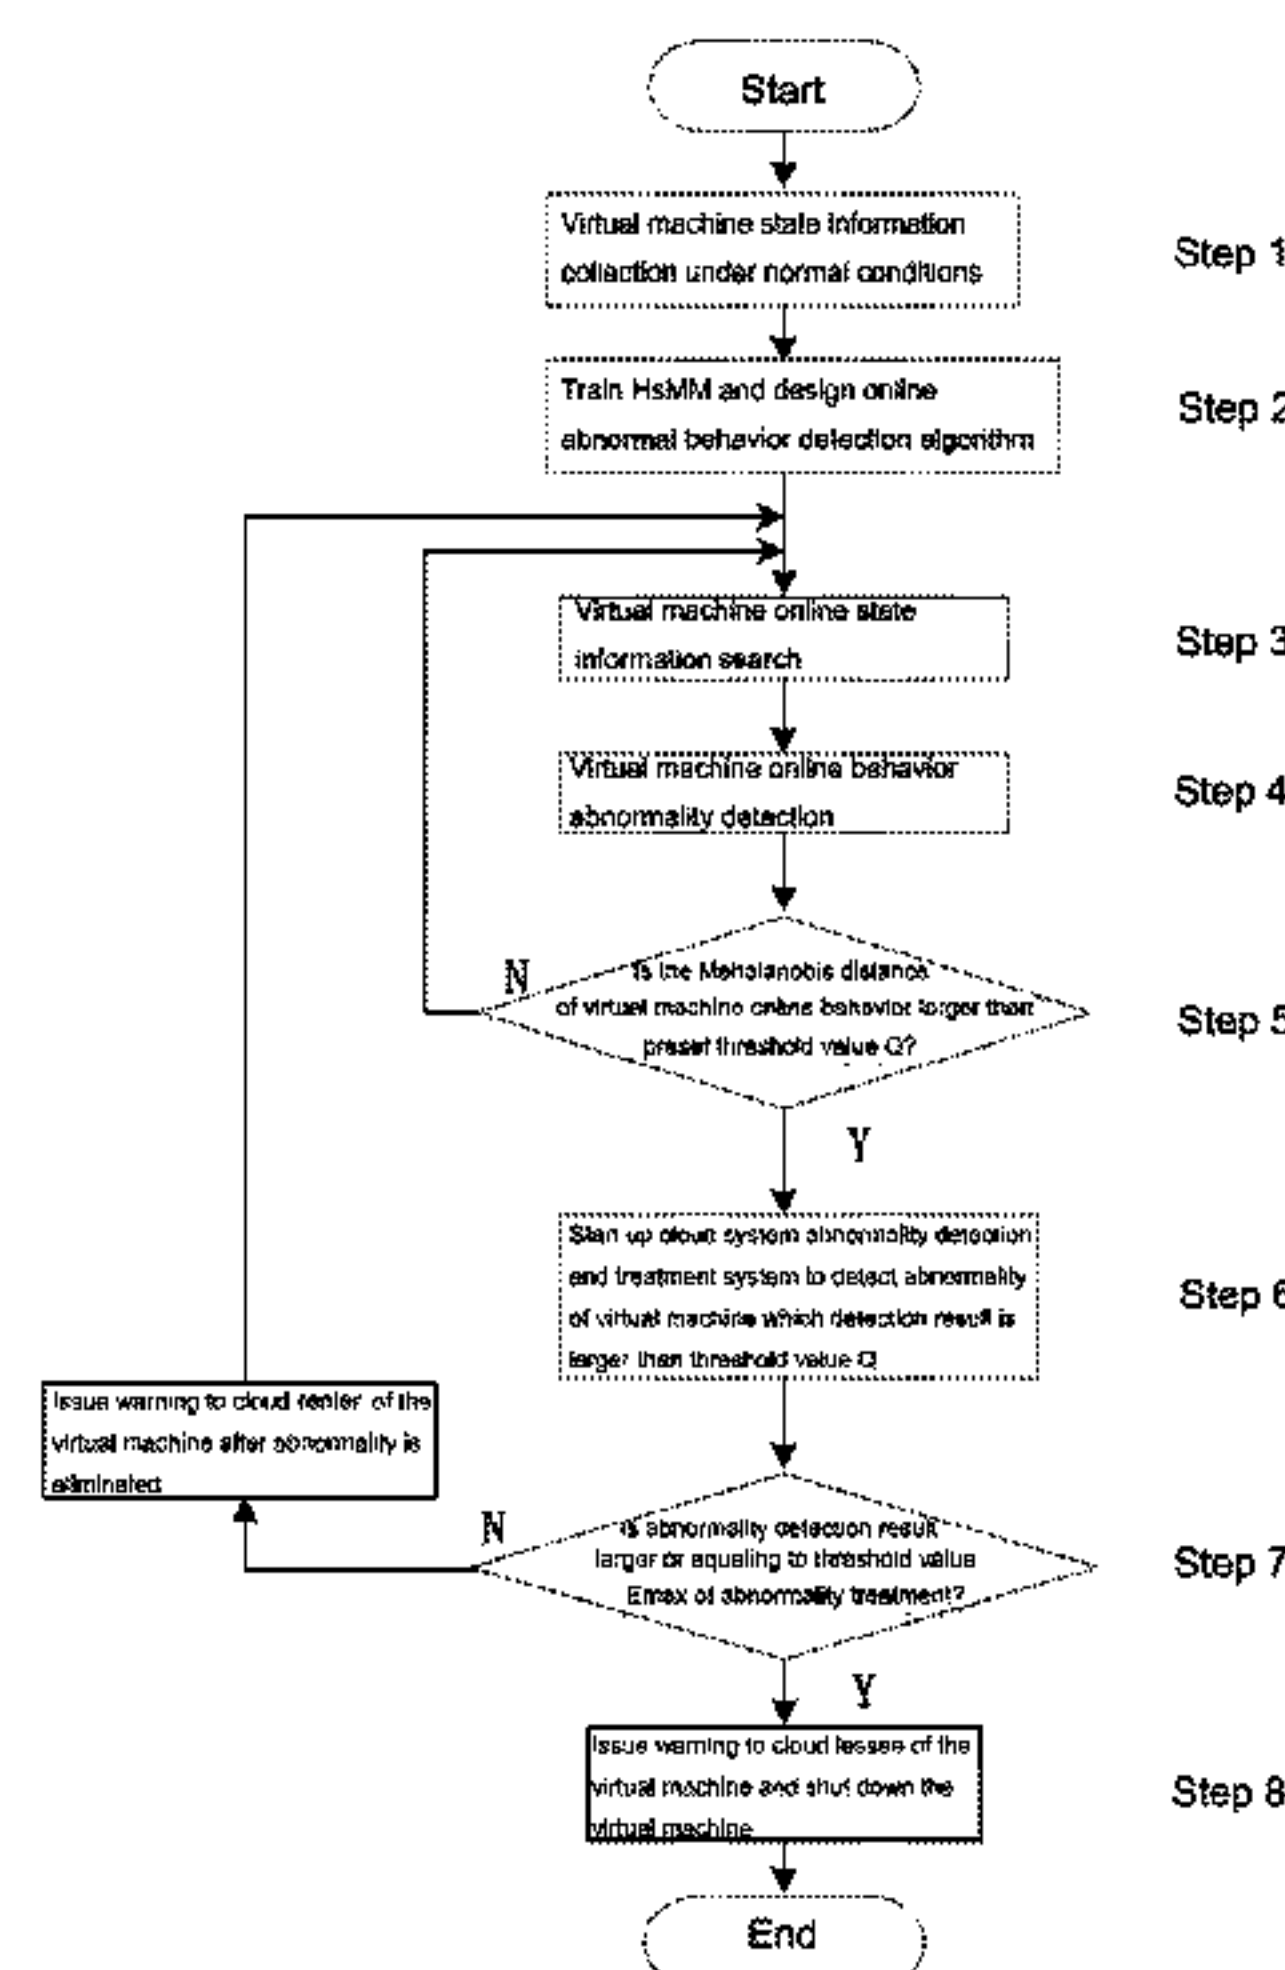 Start
Virtual machine state information
collection under normal conditions
Step 1
Train HsMM and design online
abnormal behavior detection algorithm
Step 2
Virtual machine online state
information search
Step 3
Virtual machine online behavior
abnormality detection
Step 4
N
Is the Mahalanobis distance
of virtual machine online behavior larger than
preset threshold value Q?
Step 5
Y
Start up cloud system abnormality detection
and treatment system to detect abnormality
of virtual machine which detection result is
larger than threshold value Q
Step 6
Issue warning to cloud center of the
virtual machine after abnormality is
eliminated
N
Is abnormality detection result
larger or equaling to threshold value
Emax of abnormality treatment?
Step 7
Y
Issue warning to cloud lessee of the
virtual machine and shut down the
virtual machine
Step 8
End